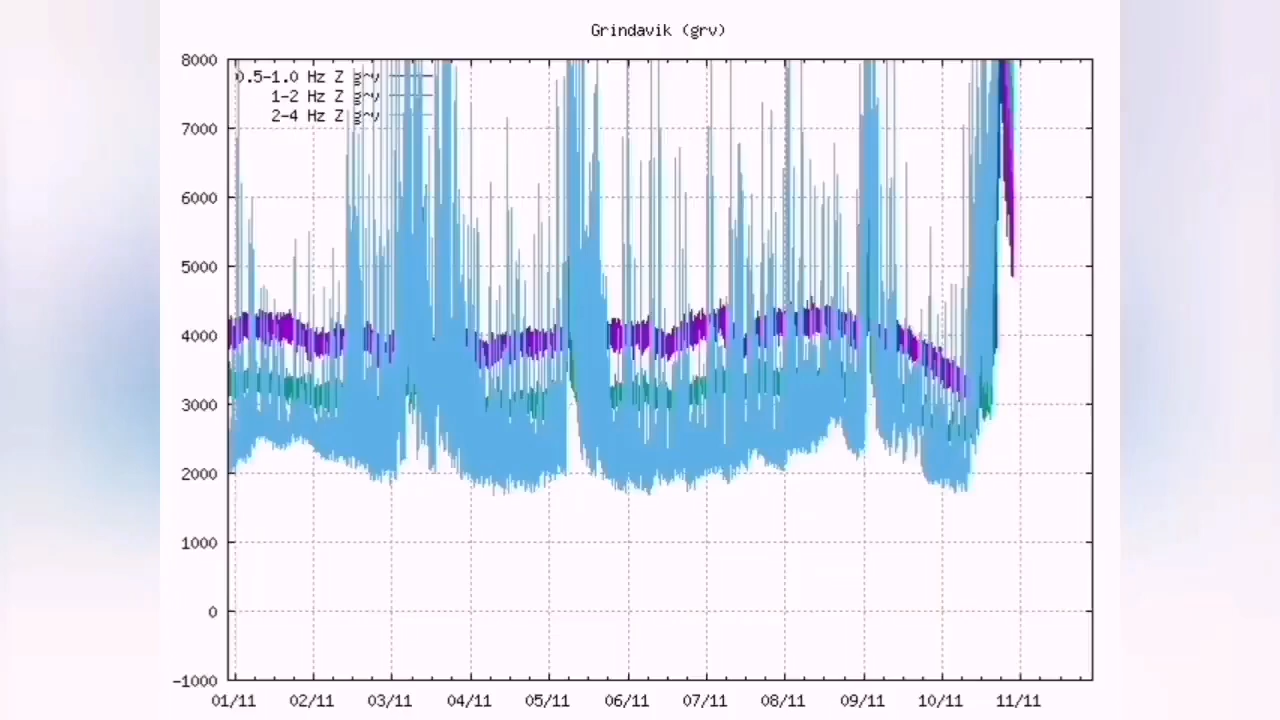 Grindavik (grv)
8000
0.5-1.0 Hz Z grv
1-2 Hz Z grv
2-4 Hz Z grv
7000
6000
5000
4000
3000
2000
1000
0
-1000
01/11 02/11 03/11 04/11 05/11 06/11 07/11 08/11 09/11 10/11 11/11